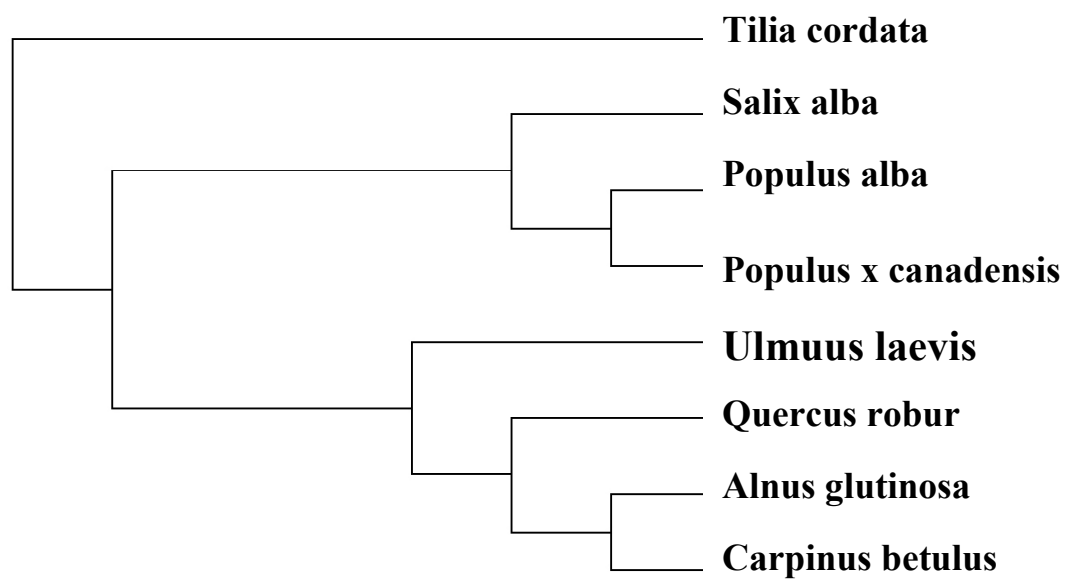 Tilia cordata
Salix alba
Populus alba
Populus x canadensis
Ulmuus laevis
Quercus robur
Alnus glutinosa
Carpinus betulus